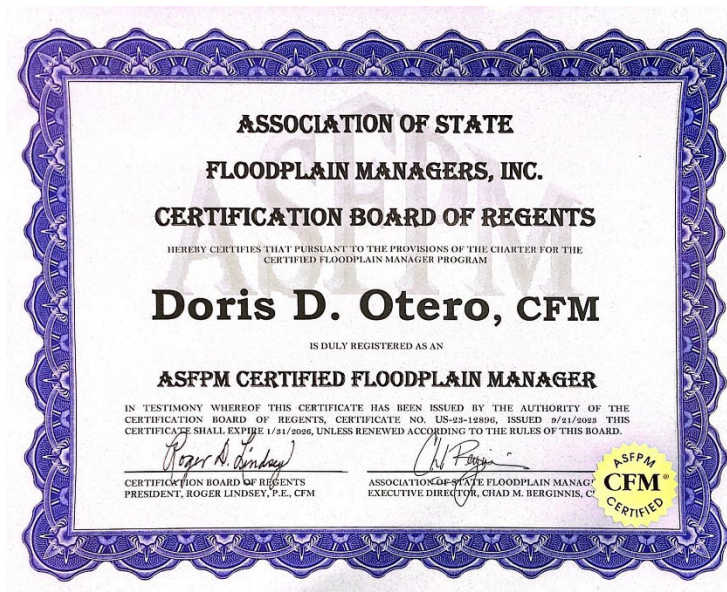 ASSOCIATION OF STATE
FLOODPLAIN MANAGERS, INC.
CERTIFICATION BOARD OF REGENTS
HEREBY CERTIFIES THAT PURSUANT TO THE PROVISIONS OF THE CHARTER FOR THE
CERTIFIED FLOODPLAIN MANAGER PROGRAM
Doris D. Otero, CFM
IS DULY REGISTERED AS AN
ASFPM CERTIFIED FLOODPLAIN MANAGER
IN TESTIMONY WHEREOF THIS CERTIFICATE HAS BEEN ISSUED BY THE AUTHORITY OF THE
CERTIFICATION BOARD OF REGENTS, CERTIFICATE NO. US-23-12896, ISSUED 9/21/2023 THIS
CERTIFICATE SHALL EXPIRE 1/31/2026, UNLESS RENEWED ACCORDING TO THE RULES OF THIS BOARD.
Roger D. Lindsey
CERTIFICATION BOARD OF REGENTS
PRESIDENT, ROGER LINDSEY, P.E., CFM
ASSOCIATION OF STATE FLOODPLAIN MANAG
EXECUTIVE DIRECTOR, CHAD M. BERGINNIS, C
ASFPM
CFM®
CERTIFIED
ASFPM